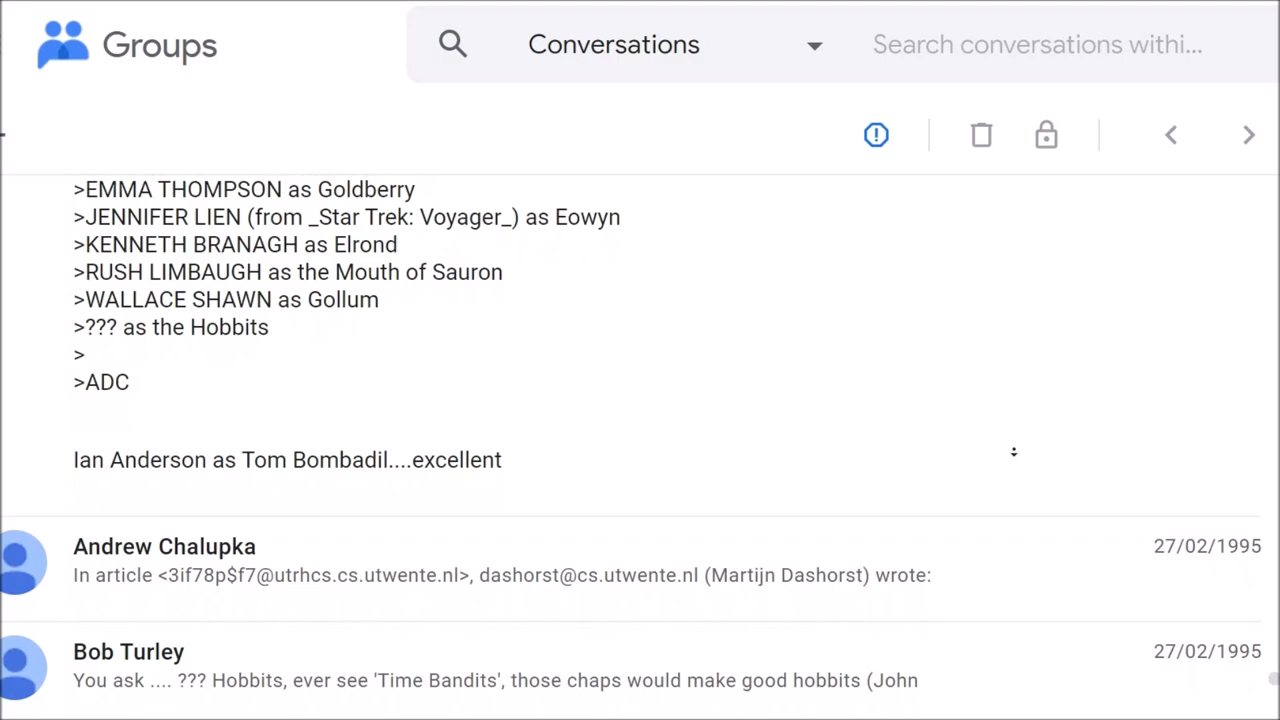 Groups
Conversations
Search conversations withi...
>EMMA THOMPSON as Goldberry
>JENNIFER LIEN (from _Star Trek: Voyager_) as Eowyn
>KENNETH BRANAGH as Elrond
>RUSH LIMBAUGH as the Mouth of Sauron
>WALLACE SHAWN as Gollum
>??? as the Hobbits
>
>ADC
Ian Anderson as Tom Bombadil....excellent
Andrew Chalupka
27/02/1995
In article <3if78p$f7@utrhcs.cs.utwente.nl>, dashorst@cs.utwente.nl (Martijn Dashorst) wrote:
Bob Turley
27/02/1995
You ask .... ??? Hobbits, ever see 'Time Bandits', those chaps would make good hobbits (John